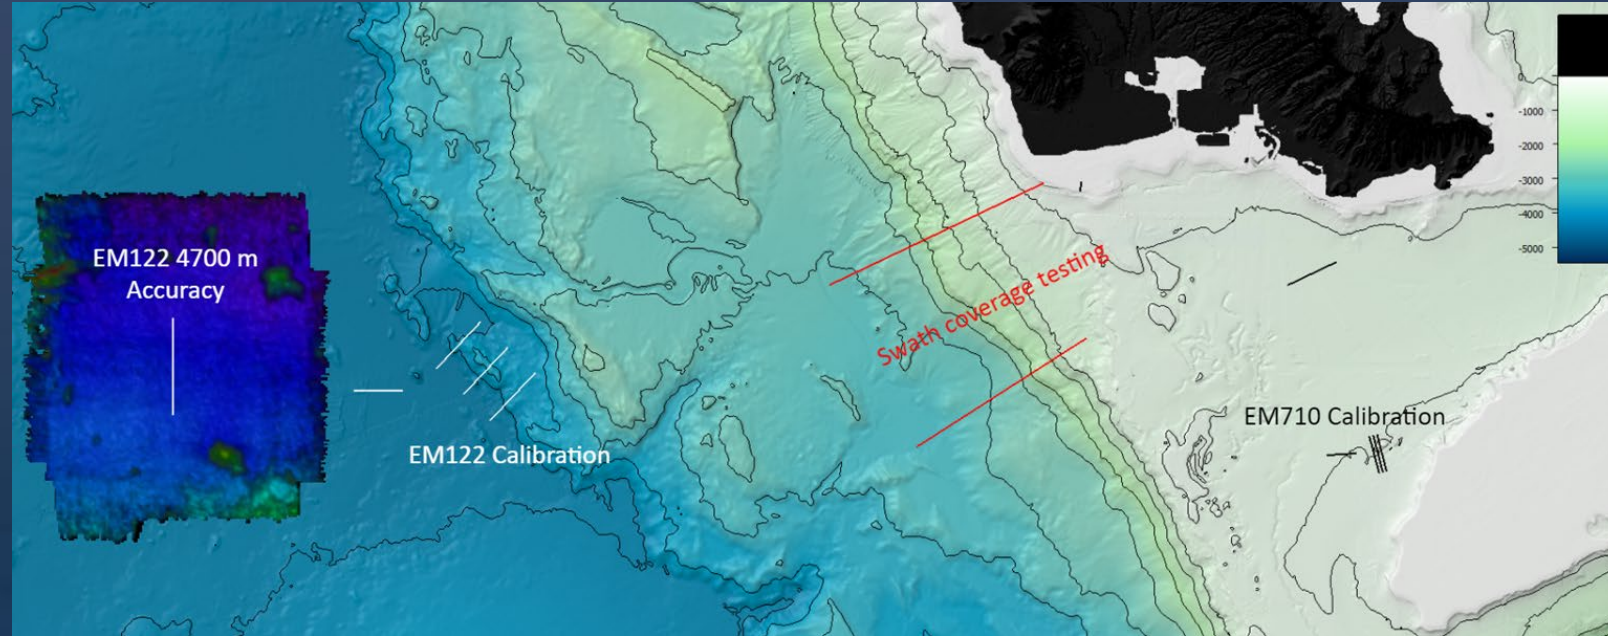 EM122 4700 m
Accuracy
EM122 Calibration
Swath coverage testing
EM710 Calibration
-1000
-2000
-3000
-4000
-5000